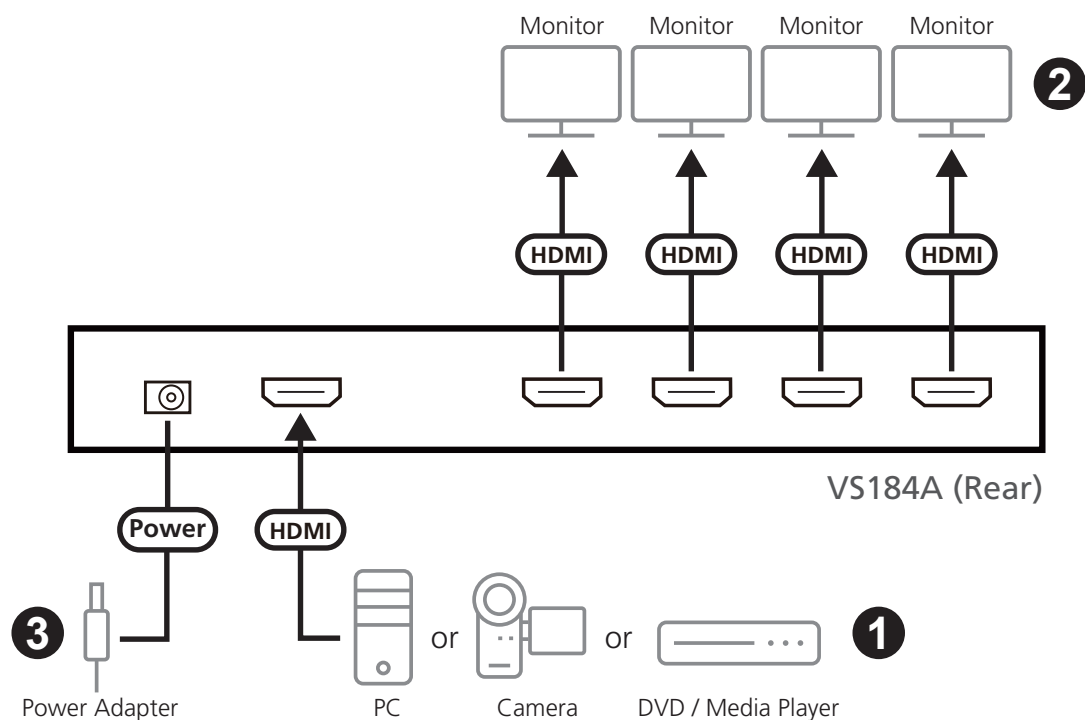 Monitor Monitor Monitor Monitor
2
HDMI HDMI HDMI HDMI
VS184A (Rear)
Power HDMI
3 or or 1
Power Adapter PC Camera DVD / Media Player